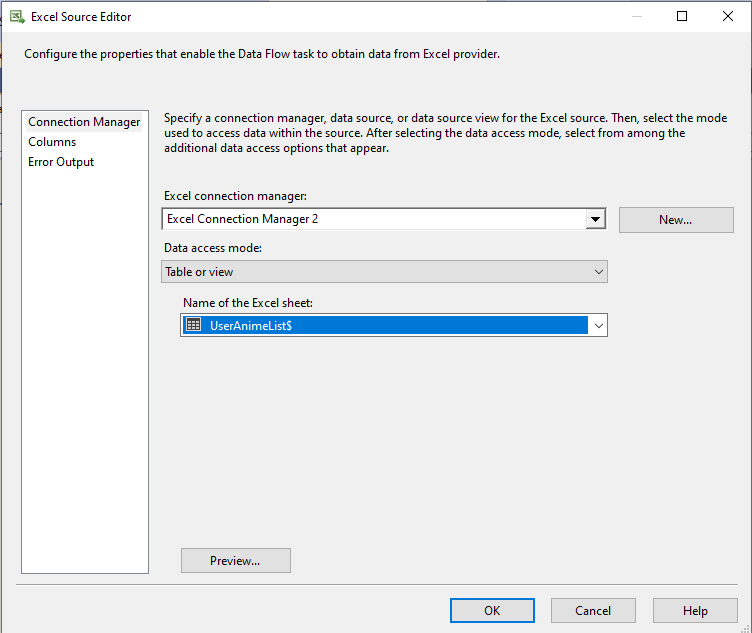 Excel Source Editor
Configure the properties that enable the Data Flow task to obtain data from Excel provider.
Connection Manager
Columns
Error Output
Specify a connection manager, data source, or data source view for the Excel source. Then, select the mode
used to access data within the source. After selecting the data access mode, select from among the
additional data access options that appear.
Excel connection manager:
Excel Connection Manager 2
New...
Data access mode:
Table or view
Name of the Excel sheet:
UserAnimeList$
Preview...
OK
Cancel
Help